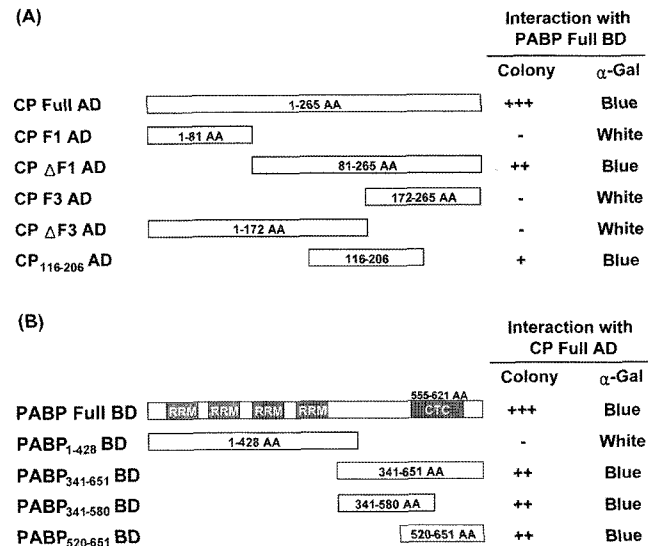 (A)
Interaction with
PABP Full BD
Colony α-Gal
CP Full AD 1-265 AA +++ Blue
CP F1 AD 1-81 AA - White
CP △F1 AD 81-265 AA ++ Blue
CP F3 AD 172-265 AA - White
CP △F3 AD 1-172 AA - White
CP116-206 AD 116-206 + Blue
(B)
Interaction with
CP Full AD
Colony α-Gal
555-621 AA
PABP Full BD RRM RRM RRM RRM CTC +++ Blue
PABP1-428 BD 1-428 AA - White
PABP341-651 BD 341-651 AA ++ Blue
PABP341-580 BD 341-580 AA ++ Blue
PABP520-651 BD 520-651 AA ++ Blue